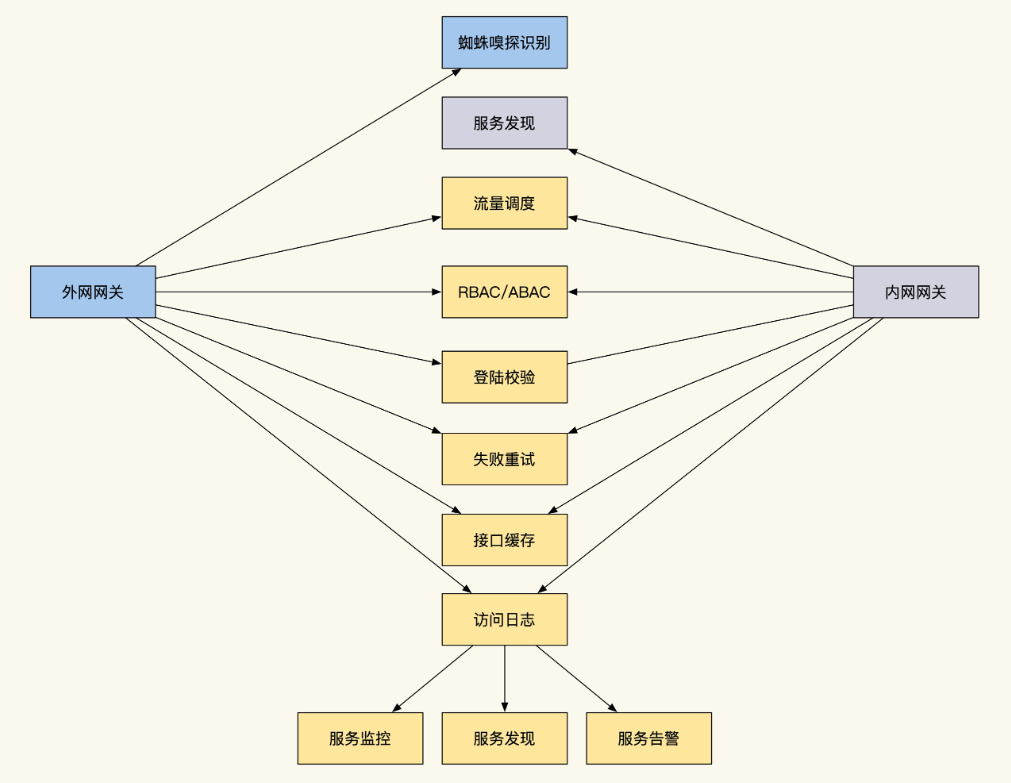 蜘蛛嗅探识别
服务发现
流量调度
外网网关
RBAC/ABAC
内网网关
登陆校验
失败重试
接口缓存
访问日志
服务监控
服务发现
服务告警